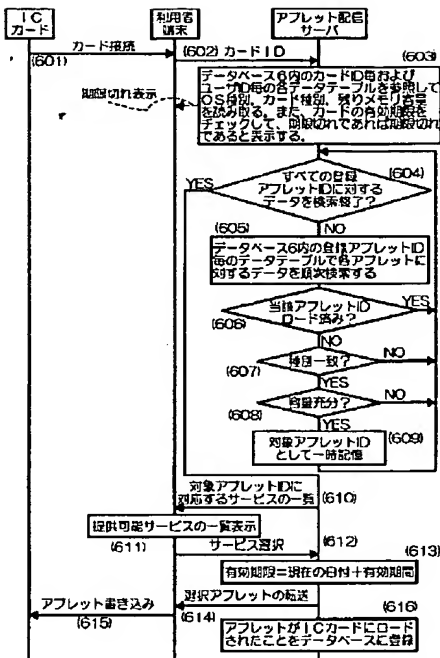 ICカード
利用者端末
アプレット配信サーバ
カード接続
(601)
(602) カードID
(603)
期限切れ表示
データベース6内のカードID毎および
ユーザID毎の各データテーブルを参照して
OS種別、カード種別、残りメモリ容量
を読み取る。また、カードの有効期限を
チェックして、期限切れであれば期限切れ
であると表示する。
YES
すべての登録
アプレットIDに対する
データを検索終了?
(604)
NO
(605)
データベース6内の登録アプレットID
毎のデータテーブルで各アプレットに
対するデータを順次検索する
当該アプレットID
ロード済み?
YES
(606)
NO
種別一致?
NO
(607)
YES
容量充分?
NO
(608)
YES
対象アプレットID
として一時記憶
(609)
対象アプレットIDに
対応するサービスの一覧
(610)
提供可能サービスの一覧表示
(611)
サービス選択
(612)
(613)
有効期限=現在の日付+有効期間
選択アプレットの転送
アプレット書き込み
(614)
(615)
(616)
アプレットがICカードにロード
されたことをデータベースに登録